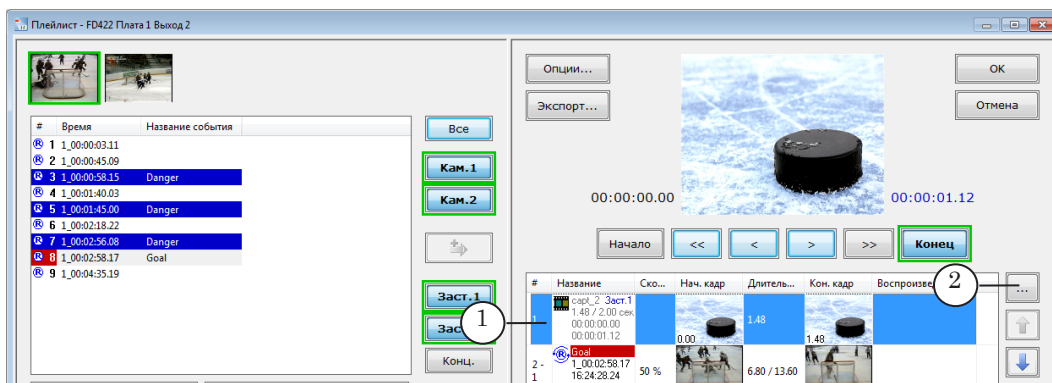 Плейлист - FD422 Плата 1 Выход 2
# Время Название события
1 1_00:00:03.11
2 1_00:00:45.09
3 1_00:00:58.15 Danger
4 1_00:01:40.03
5 1_00:01:45.00 Danger
6 1_00:02:18.22
7 1_00:02:56.08 Danger
8 1_00:02:58.17 Goal
9 1_00:04:35.19
Все
Кам.1
Кам.2
Заст.1
Конц.
Опции...
Экспорт...
OK
Отмена
00:00:00.00
00:00:01.12
Начало << < > >> Конец
# Название Ско... Нач. кадр Длитель... Кон. кадр
...
1 capt_2 Заст.1
1.48 / 2.00 сек
00:00:00.00
00:00:01.12
0.00
1.48
1.48
2 - 1
Goal
1_00:02:58.17
16:24:28.24
50 %
6.80 / 13.60
1
2